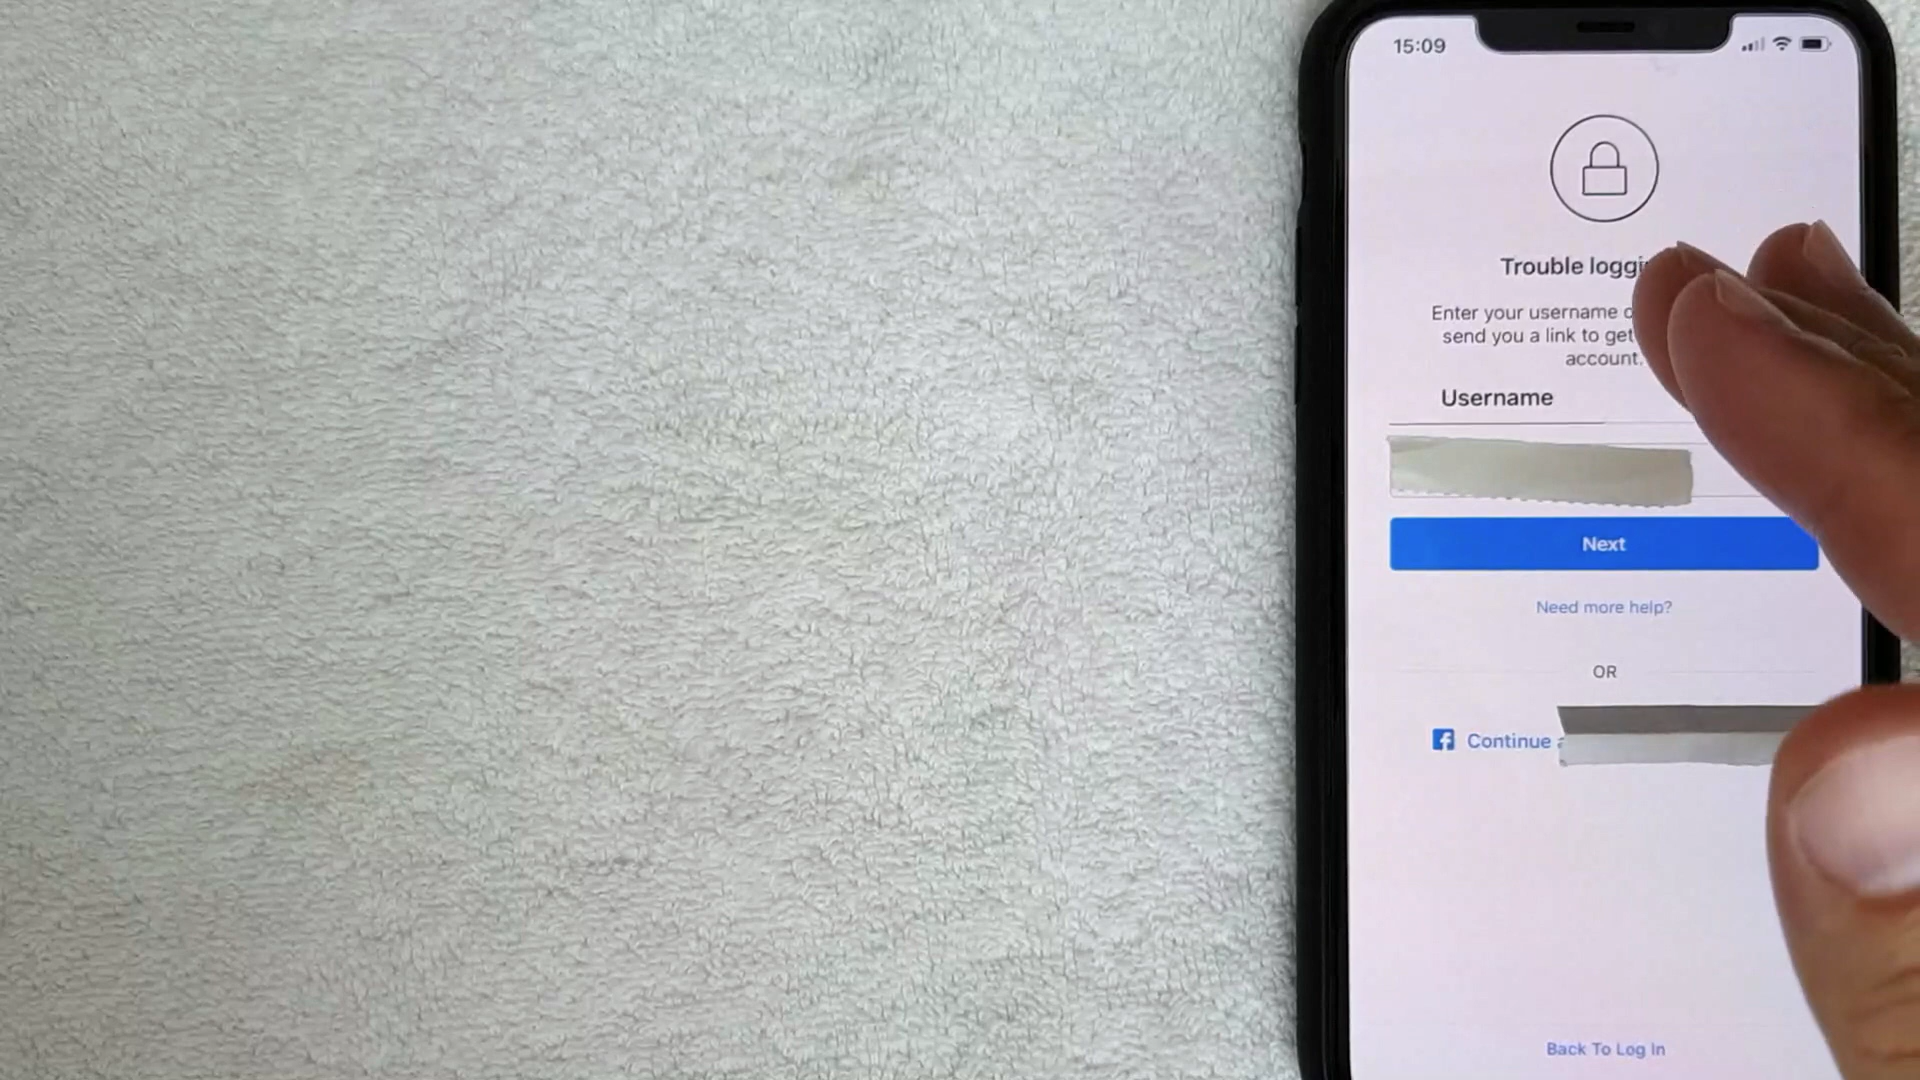 15:09
Trouble loggi
Enter your username
send you a link to get
account.
Username
Next
Need more help?
OR
Continue
Back To Log In